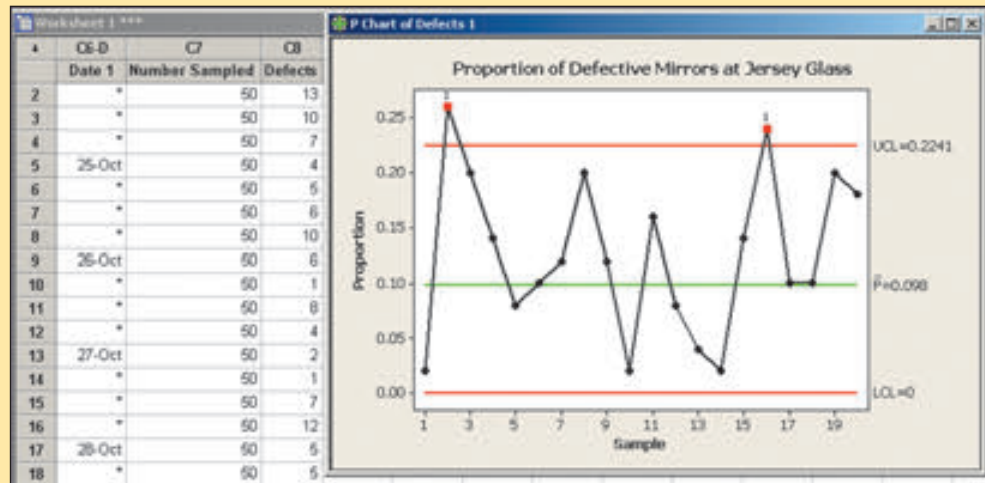 Worksheet 1 ***
C6-D C7 C8
Date 1 Number Sampled Defects
2 * 50 13
3 * 50 10
4 * 50 7
5 25-Oct 50 4
6 * 50 5
7 * 50 6
8 * 50 10
9 26-Oct 50 6
10 * 50 1
11 * 50 8
12 * 50 4
13 27-Oct 50 2
14 * 50 1
15 * 50 7
16 * 50 12
17 28-Oct 50 5
18 * 50 5
P Chart of Defects 1
Proportion of Defective Mirrors at Jersey Glass
Proportion
0.25
0.20
0.15
0.10
0.05
0.00
1
1
UCL=0.2241
P̄=0.098
LCL=0
1 3 5 7 9 11 13 15 17 19
Sample